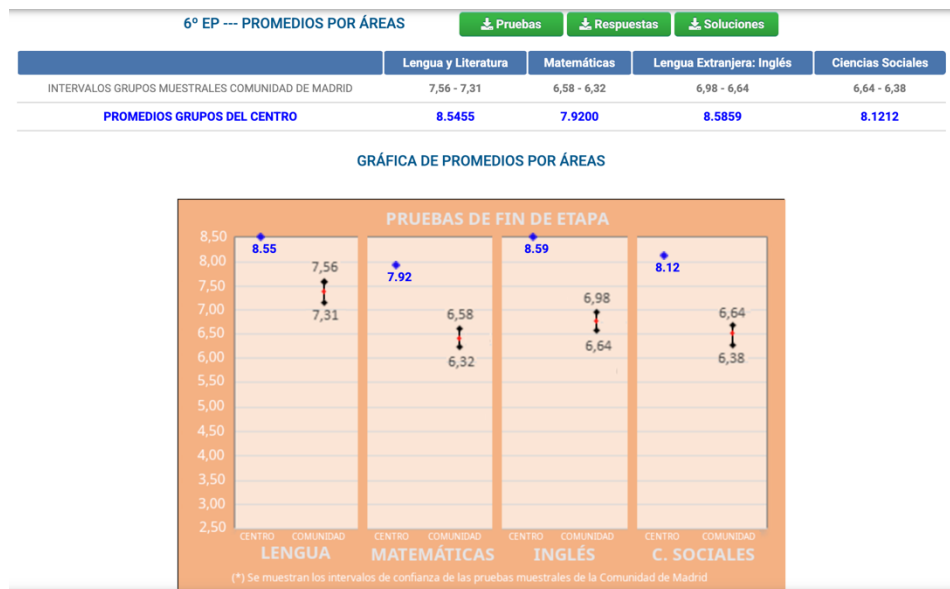 6º EP --- PROMEDIOS POR ÁREAS Pruebas Respuestas Soluciones
Lengua y Literatura Matemáticas Lengua Extranjera: Inglés Ciencias Sociales
INTERVALOS GRUPOS MUESTRALES COMUNIDAD DE MADRID 7,56 - 7,31 6,58 - 6,32 6,98 - 6,64 6,64 - 6,38
PROMEDIOS GRUPOS DEL CENTRO 8.5455 7.9200 8.5859 8.1212
GRÁFICA DE PROMEDIOS POR ÁREAS
PRUEBAS DE FIN DE ETAPA
8,50
8.55 8.59
8,00 7,56 8.12
7.92
7,50
7,31 6,98
7,00 6,58 6,64
6,50 6,64
6,32 6,38
6,00
5,50
5,00
4,50
4,00
3,50
3,00
2,50
CENTRO COMUNIDAD CENTRO COMUNIDAD CENTRO COMUNIDAD CENTRO COMUNIDAD
LENGUA MATEMÁTICAS INGLÉS C. SOCIALES
(*) Se muestran los intervalos de confianza de las pruebas muestrales de la Comunidad de Madrid